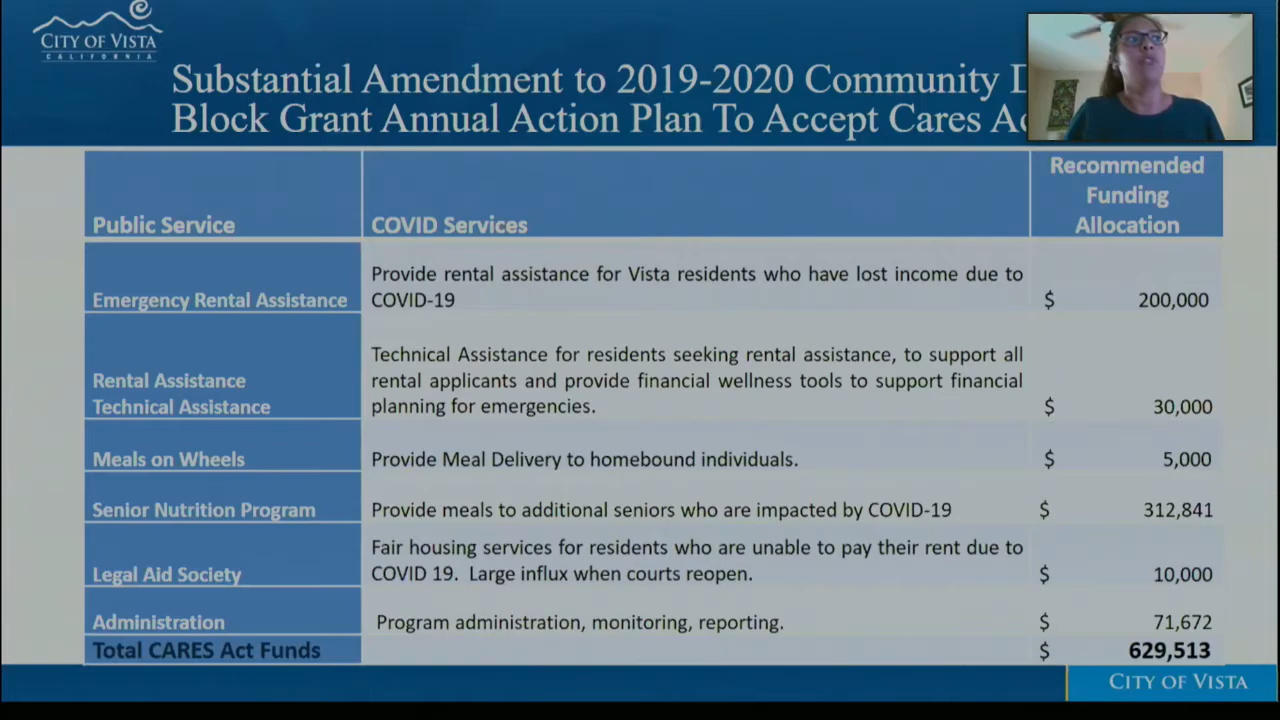 CITY OF VISTA
CALIFORNIA
Substantial Amendment to 2019-2020 Community
Block Grant Annual Action Plan To Accept Cares
Public Service COVID Services Recommended Funding Allocation
Emergency Rental Assistance
Provide rental assistance for Vista residents who have lost income due to
COVID-19
$ 200,000
Rental Assistance
Technical Assistance
Technical Assistance for residents seeking rental assistance, to support all
rental applicants and provide financial wellness tools to support financial
planning for emergencies.
$ 30,000
Meals on Wheels Provide Meal Delivery to homebound individuals. $ 5,000
Senior Nutrition Program Provide meals to additional seniors who are impacted by COVID-19 $ 312,841
Legal Aid Society
Fair housing services for residents who are unable to pay their rent due to
COVID 19. Large influx when courts reopen.
$ 10,000
Administration Program administration, monitoring, reporting. $ 71,672
Total CARES Act Funds $ 629,513
CITY OF VISTA